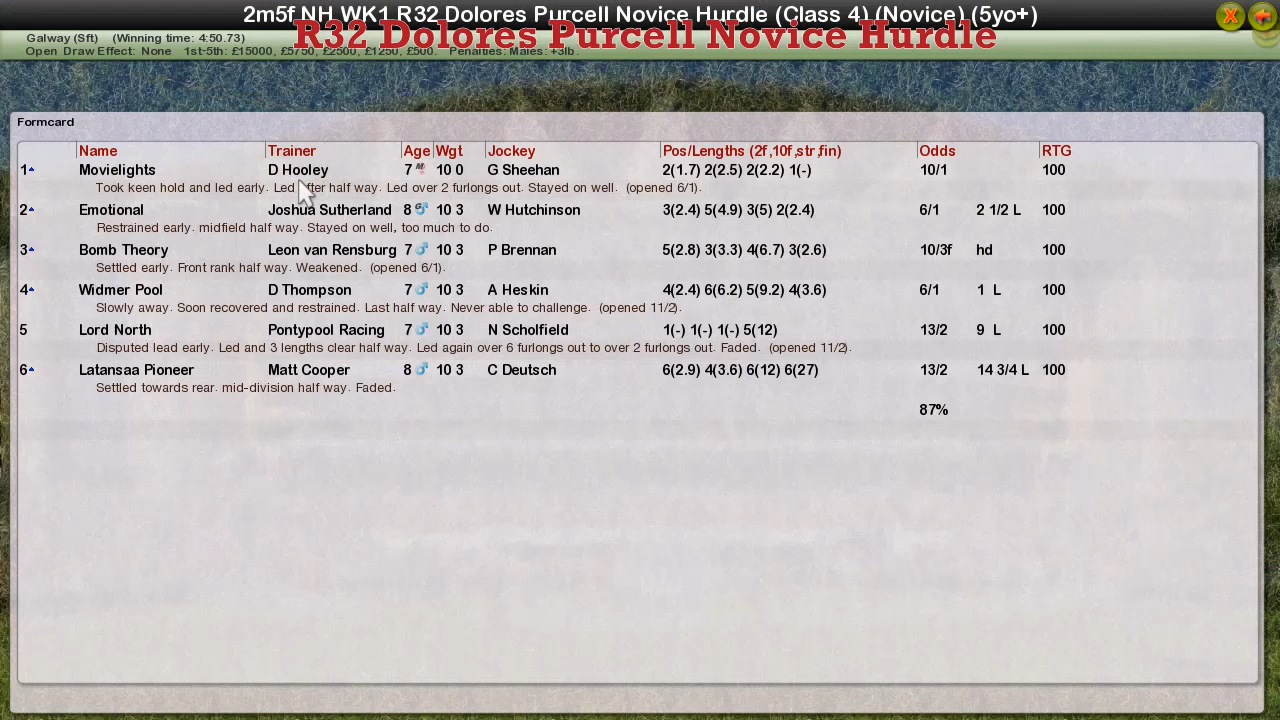 2m5f NH WK1 R32 Dolores Purcell Novice Hurdle (Class 4) (Novice) (5yo+)
R32 Dolores Purcell Novice Hurdle
Galway (Sft) (Winning time: 4:50.73)
Open Draw Effect: None 1st-5th: £15000, £5750, £2500, £1250, £500. Penalties: Males: +3lb.
Formcard
Name Trainer Age Wgt Jockey Pos/Lengths (2f,10f,str,fin) Odds RTG
1 Movielights D Hooley 7 10 0 G Sheehan 2(1.7) 2(2.5) 2(2.2) 1(-) 10/1 100
Took keen hold and led early. Led after half way. Led over 2 furlongs out. Stayed on well. (opened 6/1).
2 Emotional Joshua Sutherland 8 10 3 W Hutchinson 3(2.4) 5(4.9) 3(5) 2(2.4) 6/1 2 1/2 L 100
Restrained early. midfield half way. Stayed on well, too much to do.
3 Bomb Theory Leon van Rensburg 7 10 3 P Brennan 5(2.8) 3(3.3) 4(6.7) 3(2.6) 10/3f hd 100
Settled early. Front rank half way. Weakened. (opened 6/1).
4 Widmer Pool D Thompson 7 10 3 A Heskin 4(2.4) 6(6.2) 5(9.2) 4(3.6) 6/1 1 L 100
Slowly away. Soon recovered and restrained. Last half way. Never able to challenge. (opened 11/2).
5 Lord North Pontypool Racing 7 10 3 N Scholfield 1(-) 1(-) 1(-) 5(12) 13/2 9 L 100
Disputed lead early. Led and 3 lengths clear half way. Led again over 6 furlongs out to over 2 furlongs out. Faded. (opened 11/2).
6 Latansaa Pioneer Matt Cooper 8 10 3 C Deutsch 6(2.9) 4(3.6) 6(12) 6(27) 13/2 14 3/4 L 100
Settled towards rear. mid-division half way. Faded.
87%